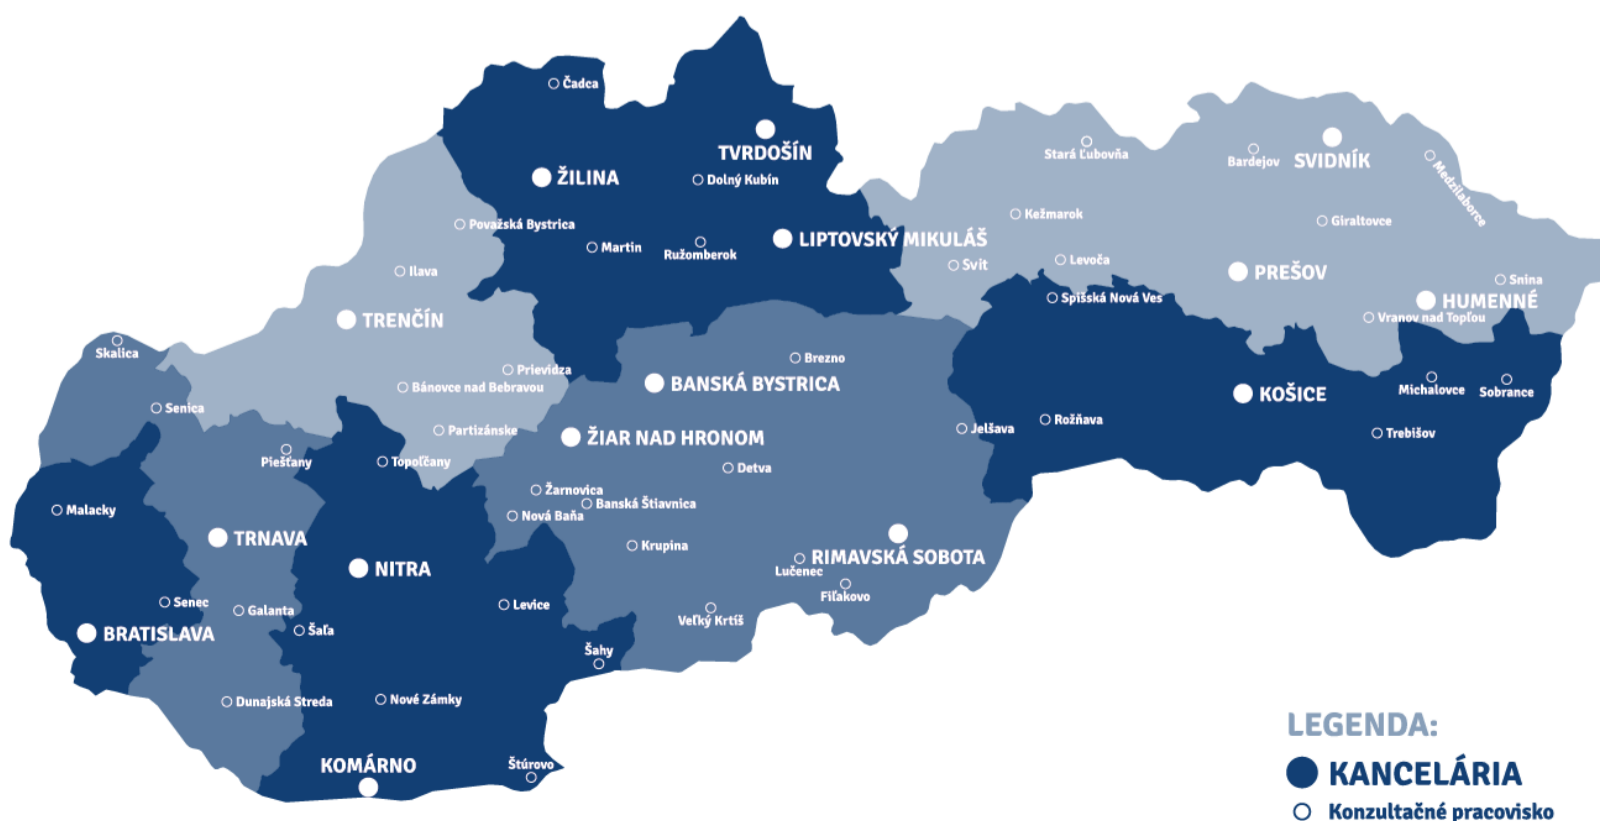 Čadca
TVRDOŠÍN
Stará Ľubovňa
Bardejov
SVIDNÍK
Medzilaborce
ŽILINA
Dolný Kubín
Kežmarok
Giraltovce
Považská Bystrica
Martin
Ružomberok
LIPTOVSKÝ MIKULÁŠ
Svit
Levoča
PREŠOV
Snina
Ilava
Spišská Nová Ves
HUMENNÉ
TRENČÍN
Vranov nad Topľou
Skalica
Brezno
Prievidza
Bánovce nad Bebravou
BANSKÁ BYSTRICA
KOŠICE
Michalovce
Sobrance
Senica
Partizánske
ŽIAR NAD HRONOM
Jelšava
Rožňava
Trebišov
Piešťany
Topoľčany
Detva
Žarnovica
Banská Štiavnica
Malacky
Nová Baňa
TRNAVA
Krupina
RIMAVSKÁ SOBOTA
NITRA
Lučenec
Fiľakovo
Senec
Galanta
Levice
Veľký Krtíš
BRATISLAVA
Šaľa
Šahy
Dunajská Streda
Nové Zámky
KOMÁRNO
Štúrovo
LEGENDA:
KANCELÁRIA
Konzultačné pracovisko